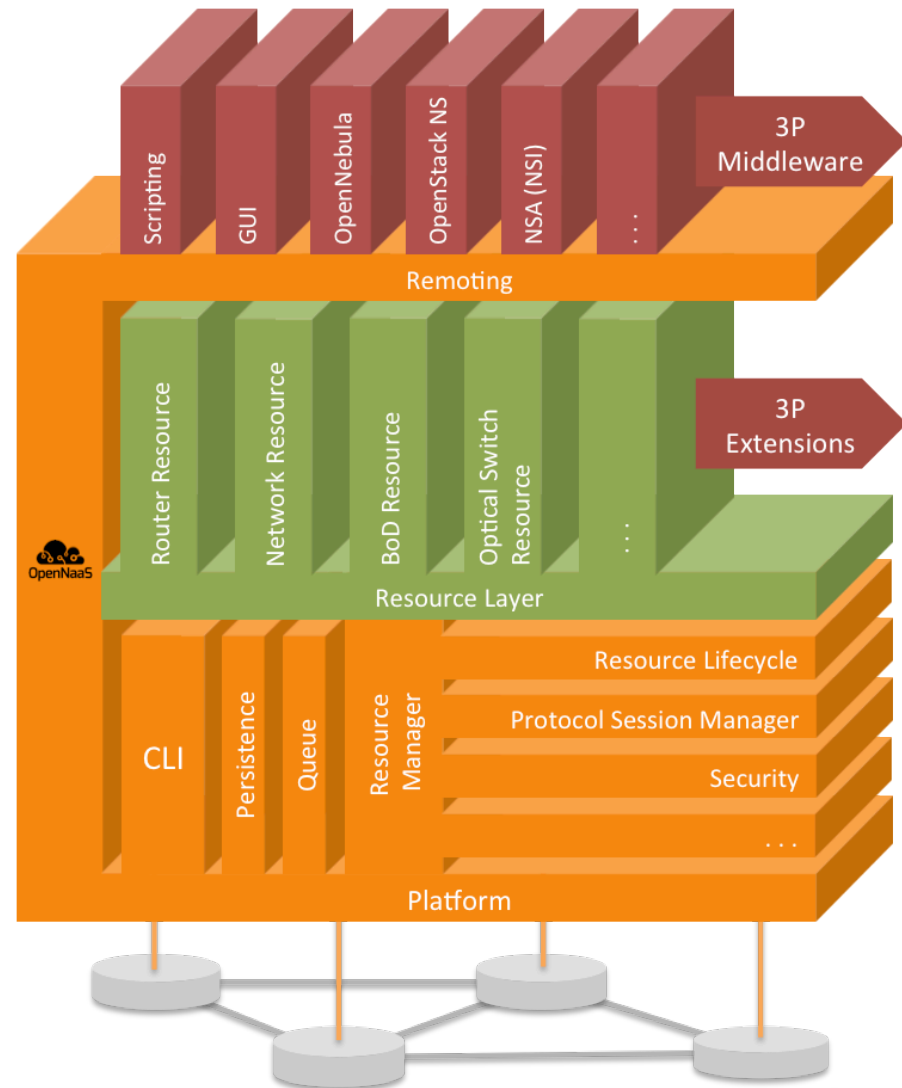 Scripting
GUI
OpenNebula
OpenStack NS
NSA (NSI)
. . .
3P
Middleware
Remoting
Router Resource
Network Resource
BoD Resource
Optical Switch
Resource
. . .
3P
Extensions
OpenNaaS
Resource Layer
CLI
Persistence
Queue
Resource
Manager
Resource Lifecycle
Protocol Session Manager
Security
. . .
Platform